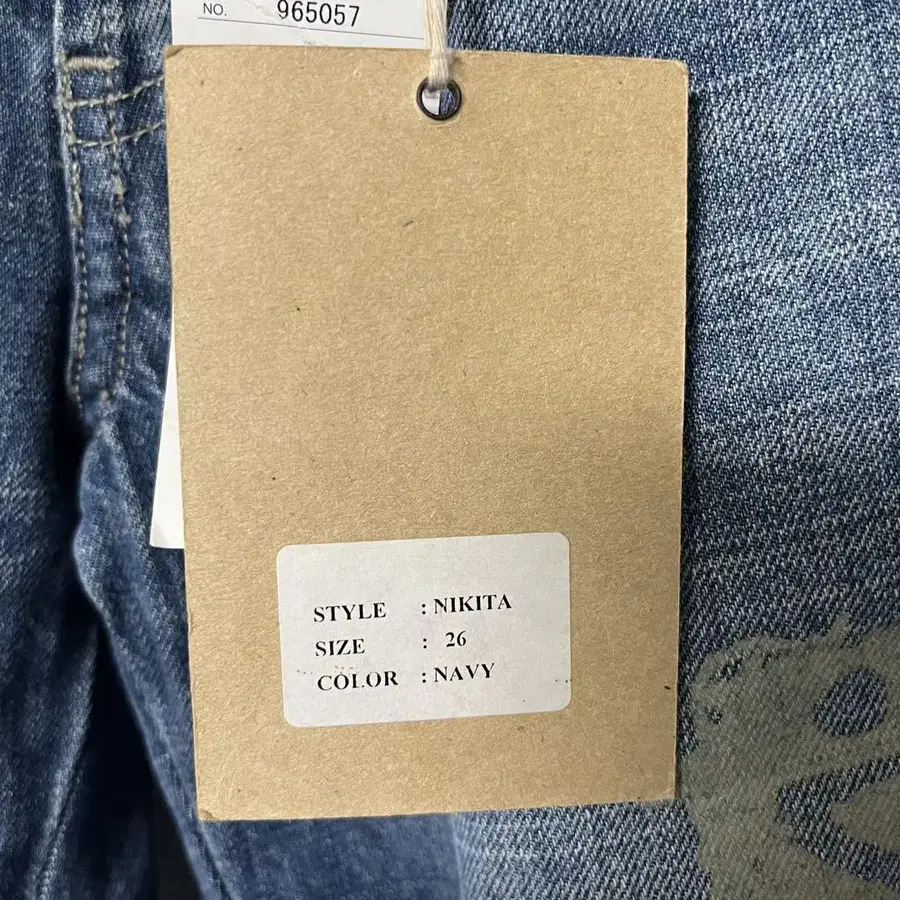 NO. 965057
STYLE : NIKITA
SIZE : 26
COLOR : NAVY